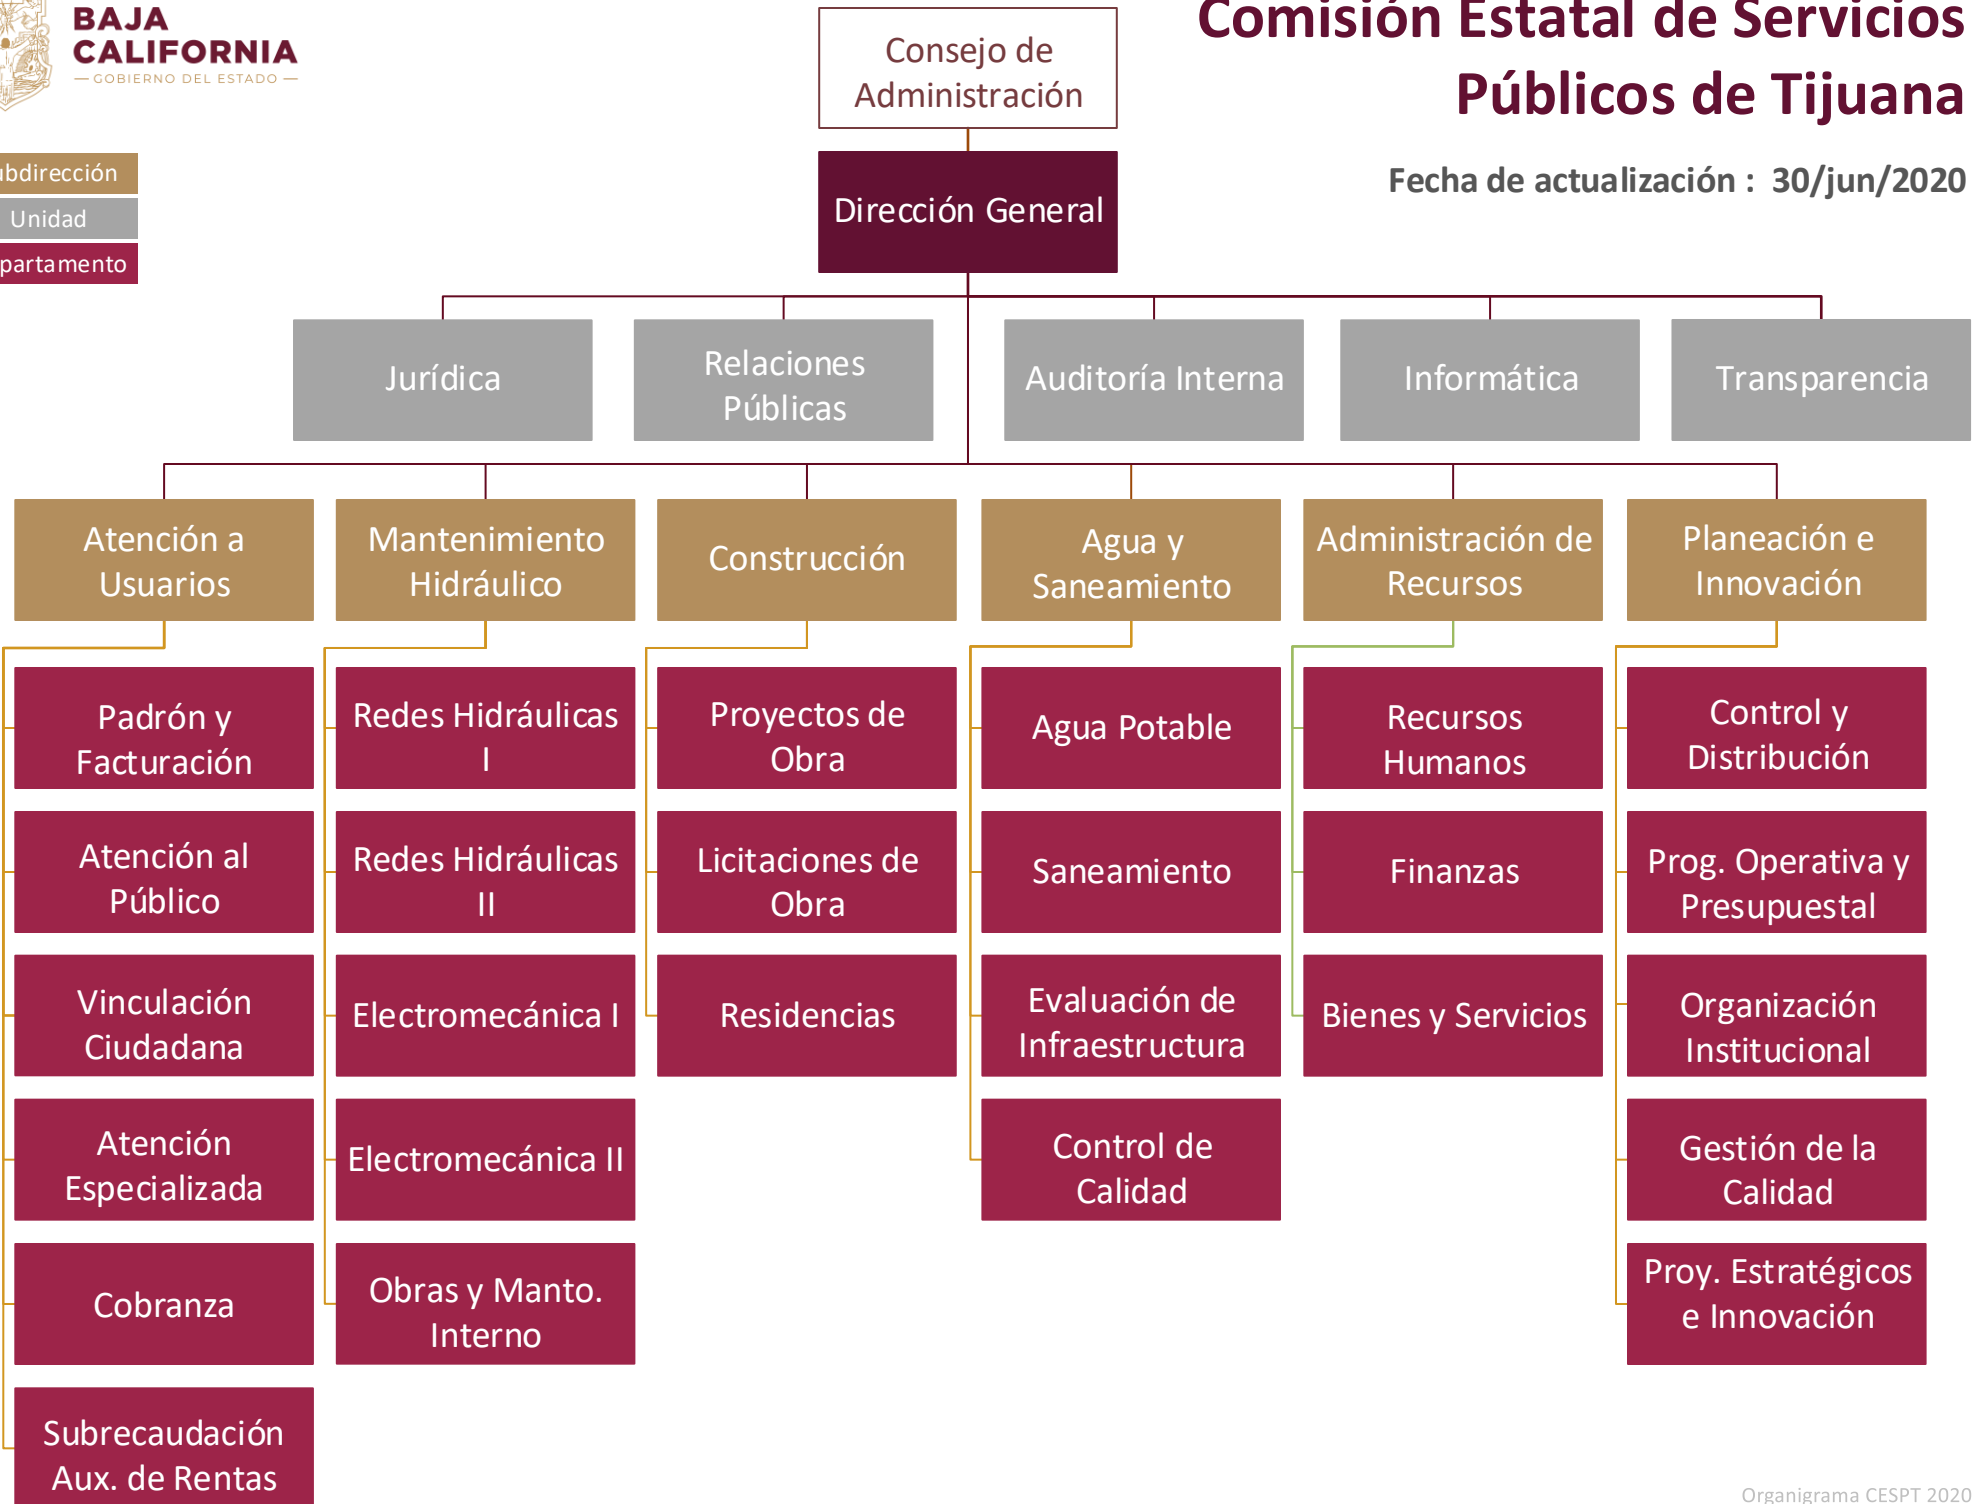 BAJA
CALIFORNIA
GOBIERNO DEL ESTADO
Comisión Estatal de Servicios
Públicos de Tijuana
Fecha de actualización : 30/jun/2020
ubdirección
Unidad
partamento
Consejo de
Administración
Dirección General
Jurídica
Relaciones
Públicas
Auditoría Interna
Informática
Transparencia
Atención a
Usuarios
Mantenimiento
Hidráulico
Construcción
Agua y
Saneamiento
Administración de
Recursos
Planeación e
Innovación
Padrón y
Facturación
Redes Hidráulicas
I
Proyectos de
Obra
Agua Potable
Recursos
Humanos
Control y
Distribución
Atención al
Público
Redes Hidráulicas
II
Licitaciones de
Obra
Saneamiento
Finanzas
Prog. Operativa y
Presupuestal
Vinculación
Ciudadana
Electromecánica I
Residencias
Evaluación de
Infraestructura
Bienes y Servicios
Organización
Institucional
Atención
Especializada
Electromecánica II
Control de
Calidad
Gestión de la
Calidad
Cobranza
Obras y Manto.
Interno
Proy. Estratégicos
e Innovación
Subrecaudación
Aux. de Rentas
Organigrama CESPT 2020